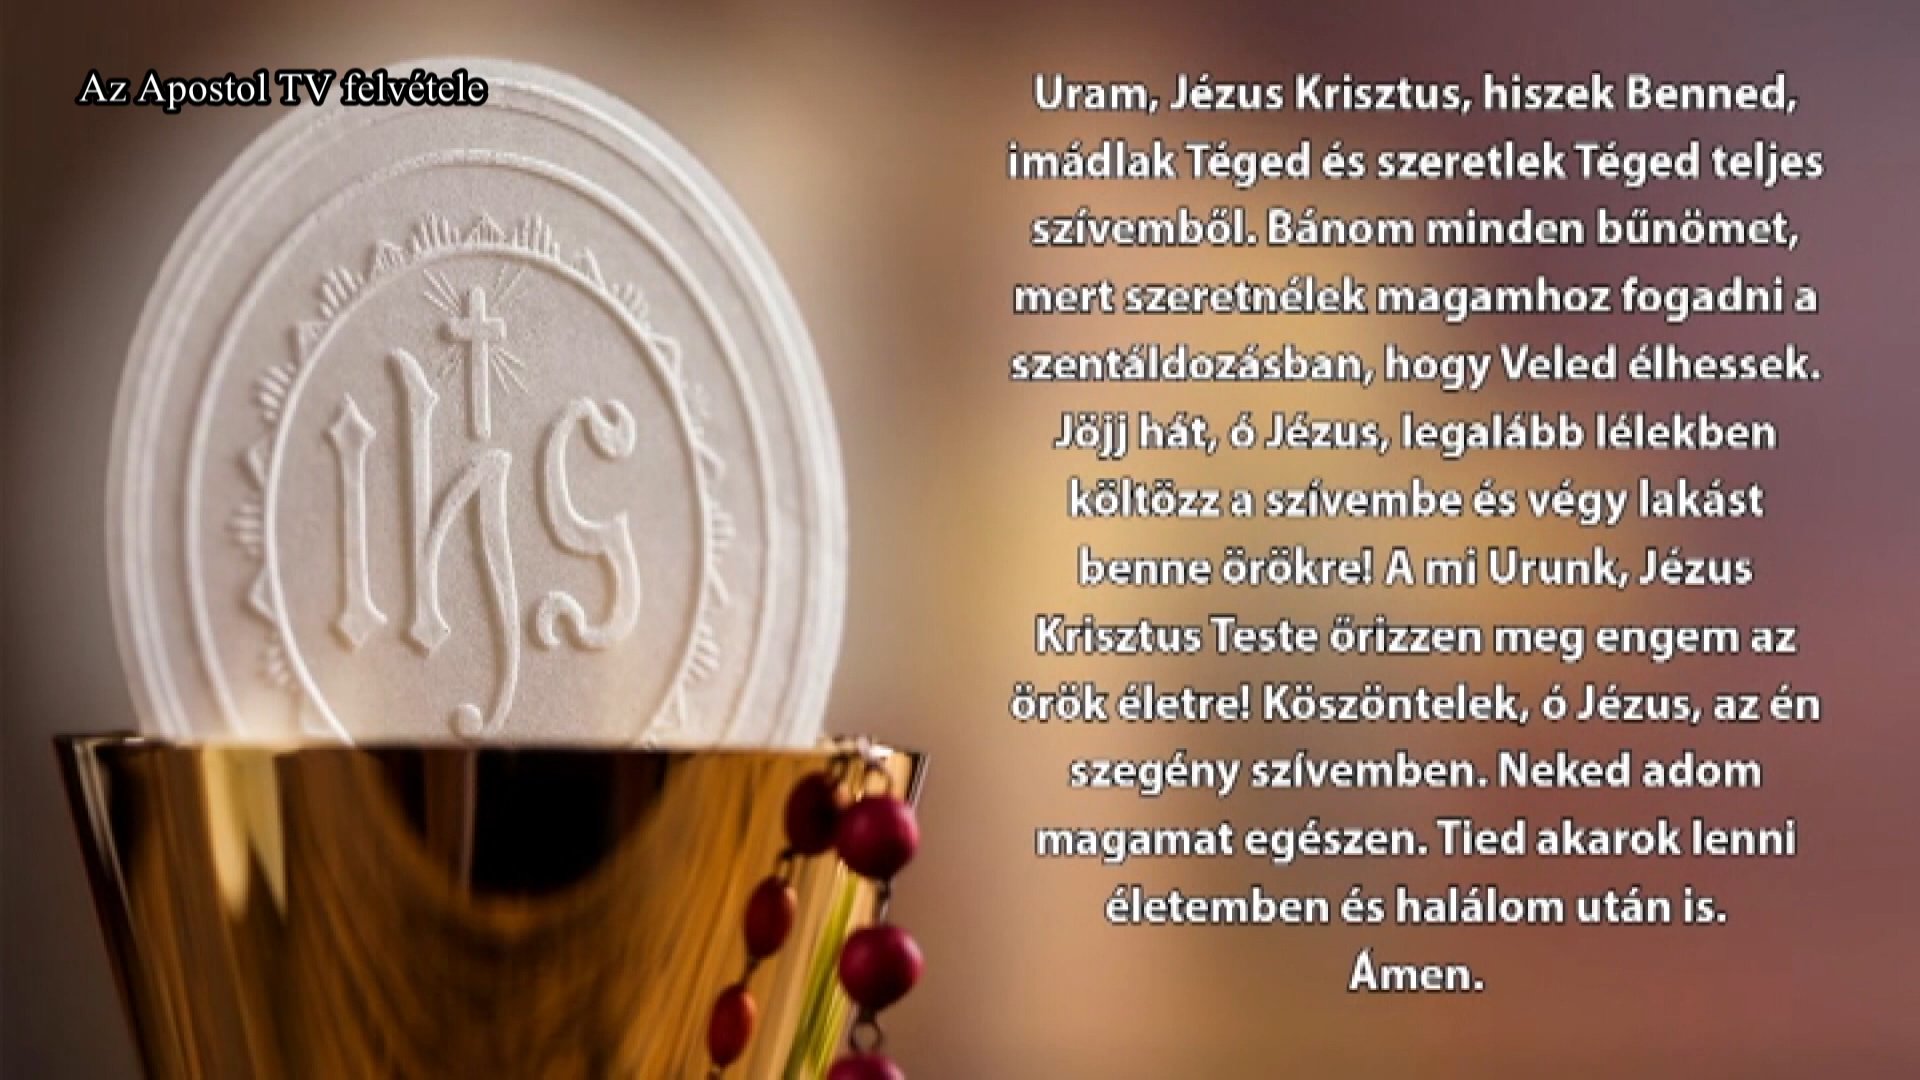 Az Apostol TV felvétele
Uram, Jézus Krisztus, hiszek Benned,
imádlak Téged és szeretlek Téged teljes
szívemből. Bánom minden bűnömet,
mert szeretnélek magamhoz fogadni a
szentáldozásban, hogy Veled élhessek.
Jöjj hát, ó Jézus, legalább lélekben
költözz a szívembe és végy lakást
benne örökre! A mi Urunk, Jézus
Krisztus Teste őrizzen meg engem az
örök életre! Köszöntelek, ó Jézus, az én
szegény szívemben. Neked adom
magamat egészen. Tied akarok lenni
életemben és halálom után is.
Ámen.
ihs